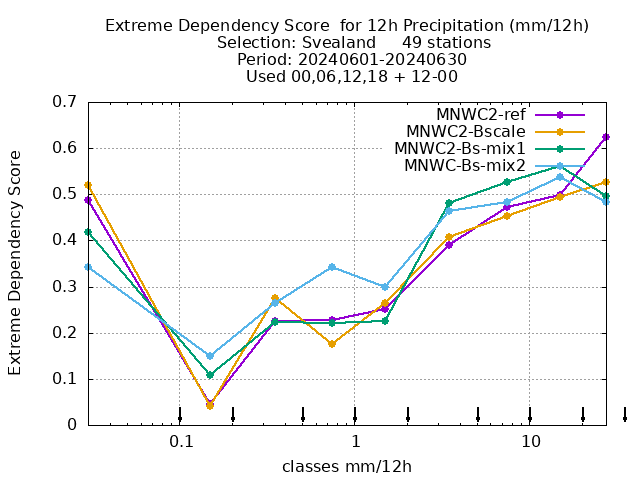 Extreme Dependency Score  for 12h Precipitation (mm/12h)
Selection: Svealand     49 stations
Period: 20240601-20240630
Used 00,06,12,18 + 12-00
MNWC2-ref
MNWC2-Bscale
MNWC2-Bs-mix1
MNWC-Bs-mix2
Extreme Dependency Score
0.7
0.6
0.5
0.4
0.3
0.2
0.1
0
0.1
1
10
classes mm/12h